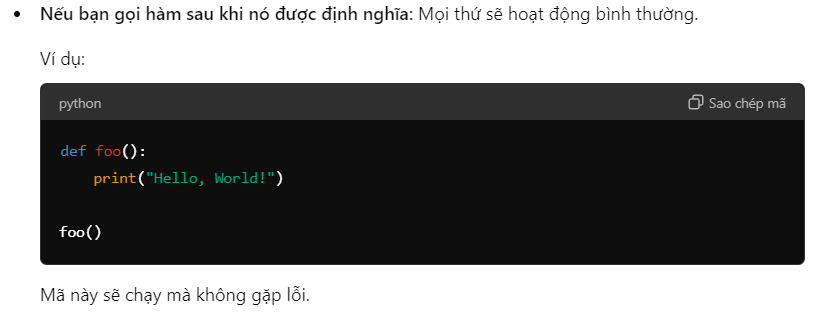 • Nếu bạn gọi hàm sau khi nó được định nghĩa: Mọi thứ sẽ hoạt động bình thường.
Ví dụ:
python
Sao chép mã
def foo():
    print("Hello, World!")
foo()
Mã này sẽ chạy mà không gặp lỗi.